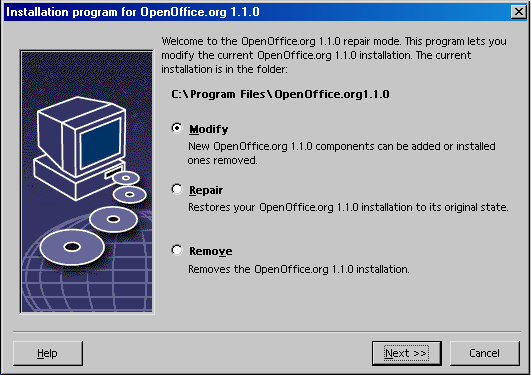 Installation program for OpenOffice.org 1.1.0
Welcome to the OpenOffice.org 1.1.0 repair mode. This program lets you
modify the current OpenOffice.org 1.1.0 installation. The current
installation is in the folder:
C:\Program Files\OpenOffice.org1.1.0
Modify
New OpenOffice.org 1.1.0 components can be added or installed
ones removed.
Repair
Restores your OpenOffice.org 1.1.0 installation to its original state.
Remove
Removes the OpenOffice.org 1.1.0 installation.
Help
Next >>
Cancel